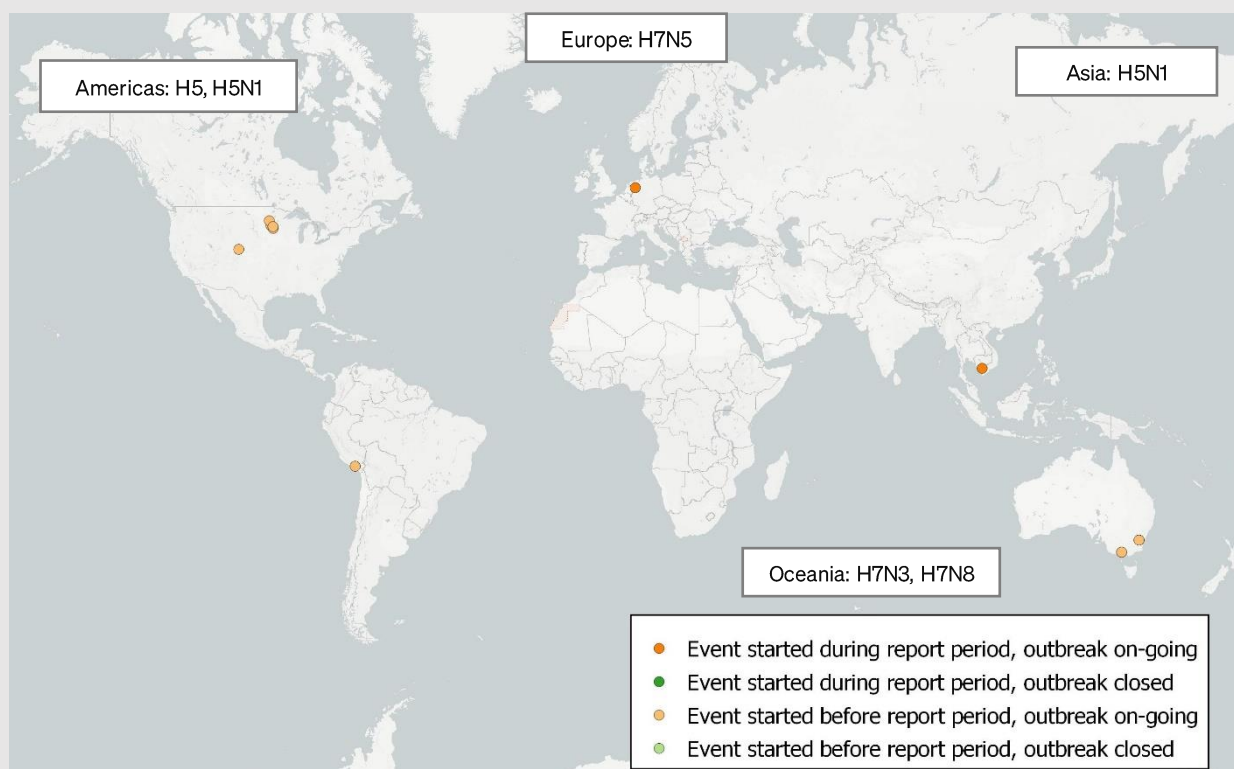 Europe: H7N5
Americas: H5, H5N1
Asia: H5N1
Oceania: H7N3, H7N8
Event started during report period, outbreak on-going
Event started during report period, outbreak closed
Event started before report period, outbreak on-going
Event started before report period, outbreak closed